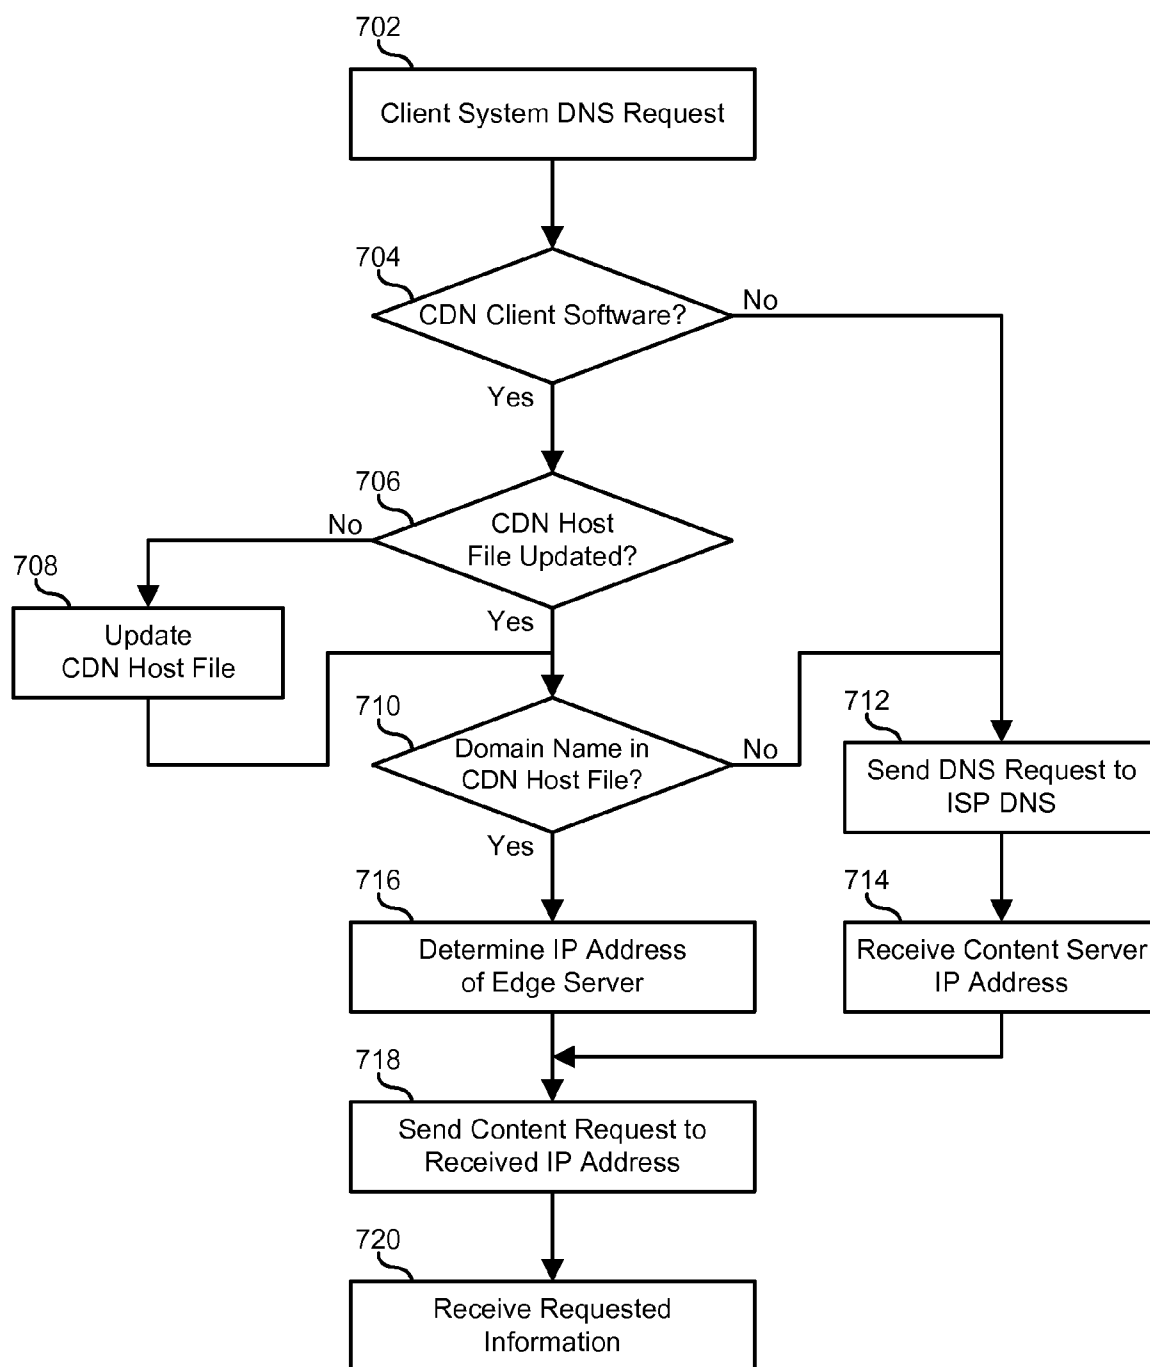 702
Client System DNS Request
704
CDN Client Software?
No
Yes
706
CDN Host
File Updated?
No
Yes
708
Update
CDN Host File
710
Domain Name in
CDN Host File?
No
Yes
712
Send DNS Request to
ISP DNS
716
Determine IP Address
of Edge Server
714
Receive Content Server
IP Address
718
Send Content Request to
Received IP Address
720
Receive Requested
Information